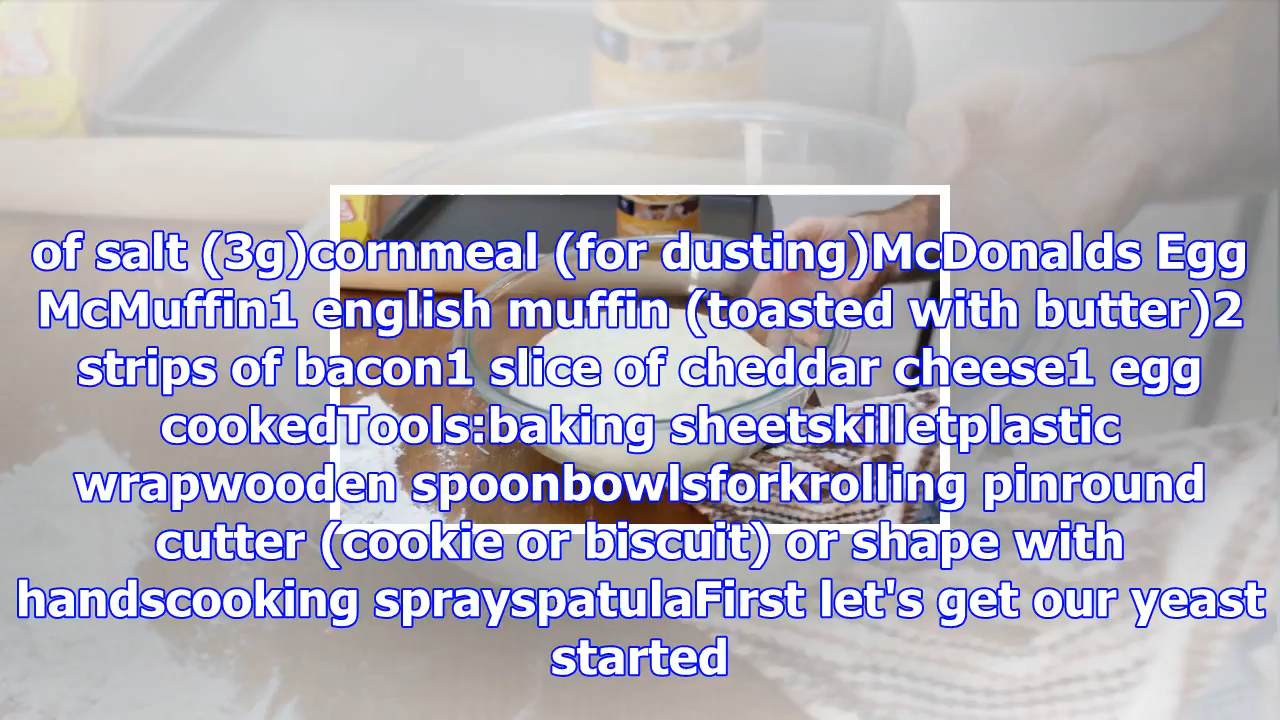 of salt (3g)cornmeal (for dusting)McDonalds Egg
McMuffin1 english muffin (toasted with butter)2
strips of bacon1 slice of cheddar cheese1 egg
cookedTools:baking sheetskilletplastic
wrapwooden spoonbowlsforkrolling pinround
cutter (cookie or biscuit) or shape with
handscooking sprayspatulaFirst let's get our yeast
started